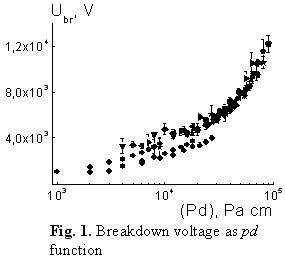 U_br, V
1,2x10⁴
8,0x10³
4,0x10³
10³ 10⁴ 10⁵
(Pd), Pa cm
Fig. 1. Breakdown voltage as pd
function